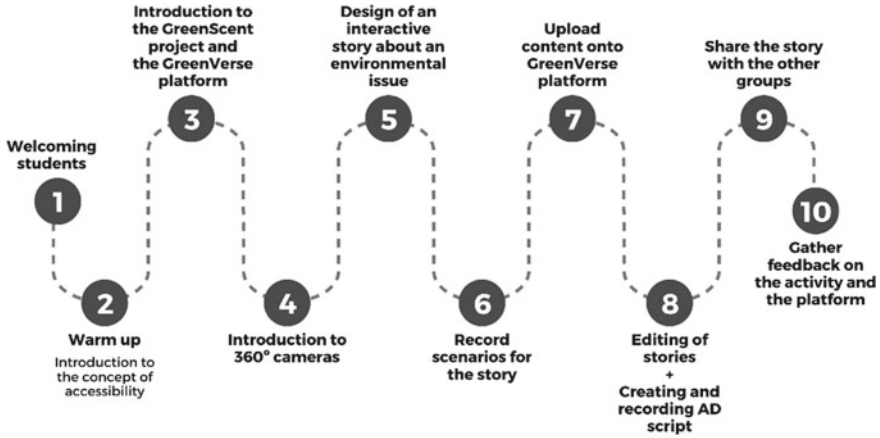 1
Welcoming
students
2
Warm up
Introduction to
the concept of
accessibility
3
Introduction to
the GreenScent
project and
the GreenVerse
platform
4
Introduction to
360º cameras
5
Design of an
interactive
story about an
environmental
issue
6
Record
scenarios for
the story
7
Upload
content onto
GreenVerse
platform
8
Editing of
stories
+
Creating and
recording AD
script
9
Share the story
with the other
groups
10
Gather
feedback on
the activity and
the platform